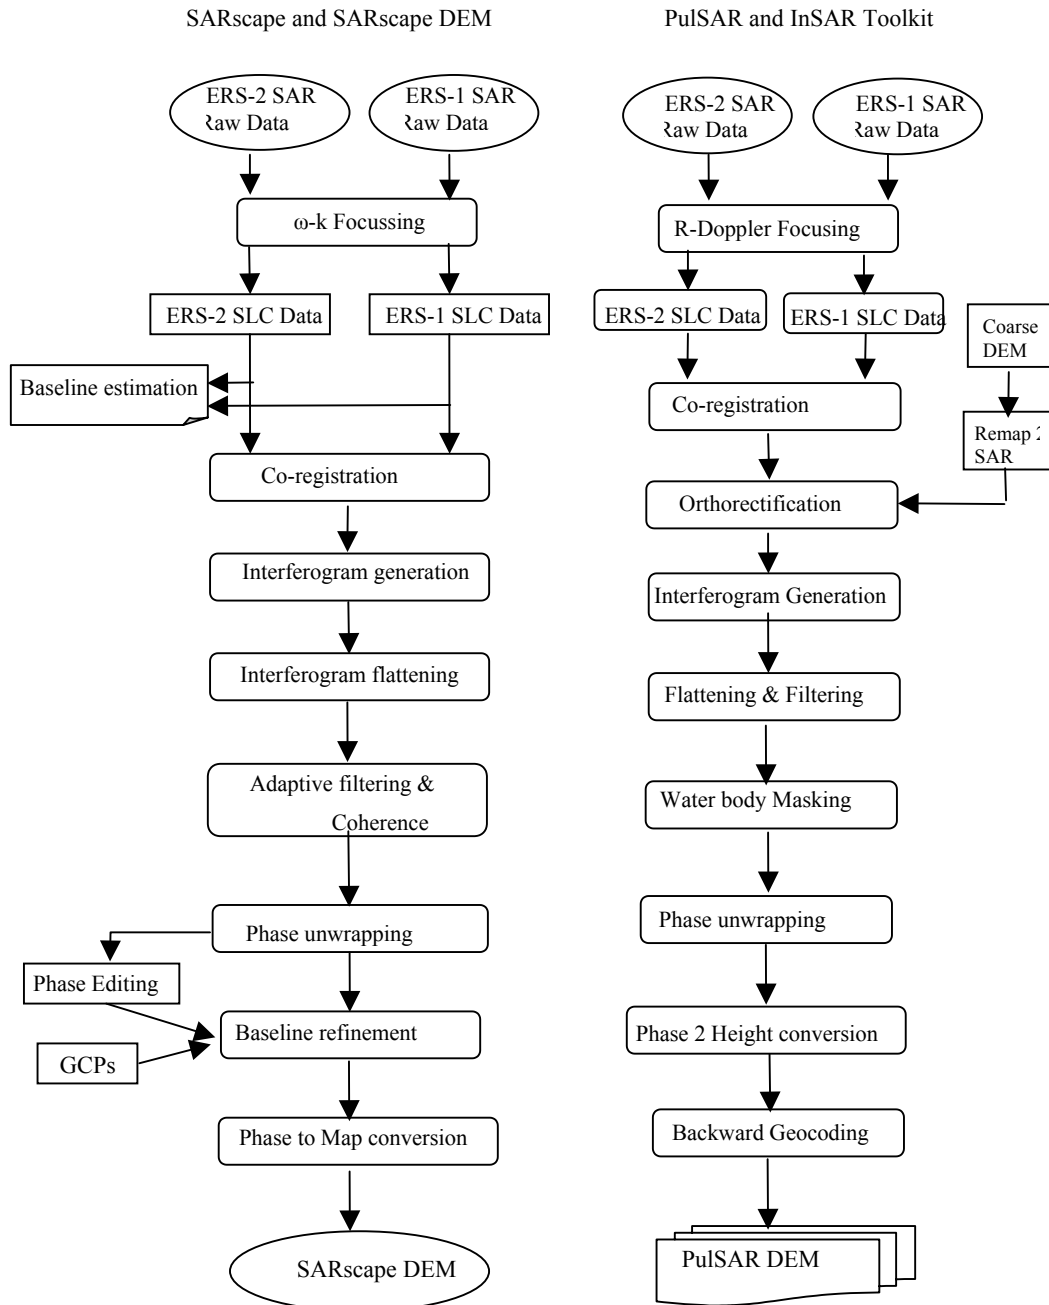 SARscape and SARscape DEM
ERS-2 SAR
Raw Data
ERS-1 SAR
Raw Data
ω-k Focussing
ERS-2 SLC Data
ERS-1 SLC Data
Baseline estimation
Co-registration
Interferogram generation
Interferogram flattening
Adaptive filtering &
Coherence
Phase unwrapping
Phase Editing
Baseline refinement
GCPs
Phase to Map conversion
SARscape DEM
PulSAR and InSAR Toolkit
ERS-2 SAR
Raw Data
ERS-1 SAR
Raw Data
R-Doppler Focusing
ERS-2 SLC Data
ERS-1 SLC Data
Coarse
DEM
Co-registration
Remap 2
SAR
Orthorectification
Interferogram Generation
Flattening & Filtering
Water body Masking
Phase unwrapping
Phase 2 Height conversion
Backward Geocoding
PulSAR DEM